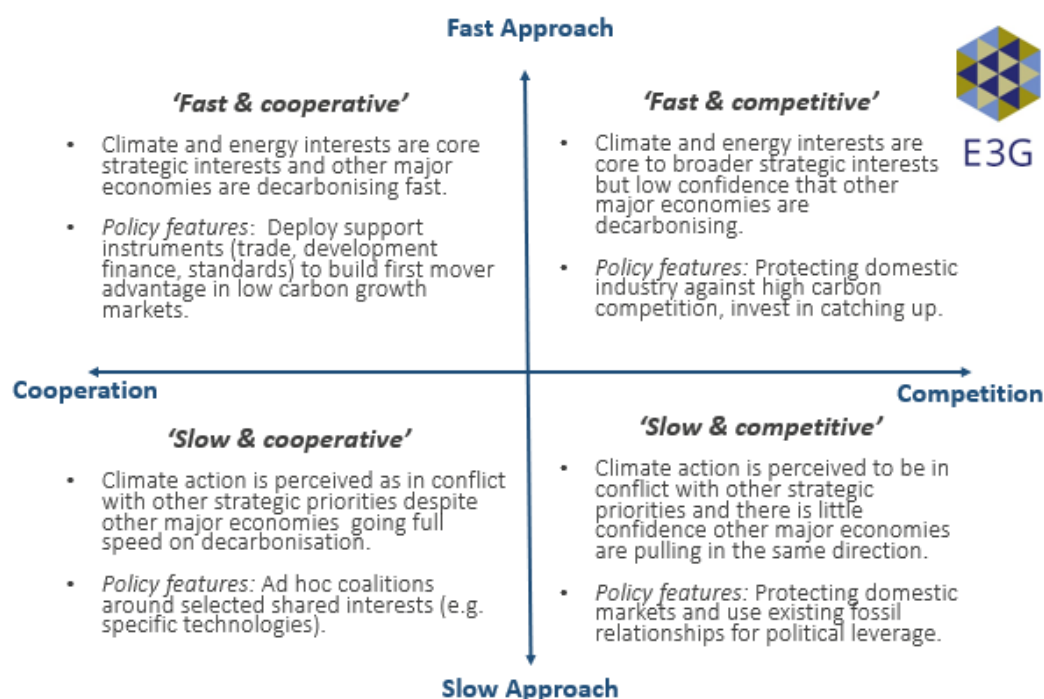 Fast Approach
E3G
‘Fast & cooperative’
• Climate and energy interests are core
strategic interests and other major
economies are decarbonising fast.
• Policy features:  Deploy support
instruments (trade, development
finance, standards) to build first mover
advantage in low carbon growth
markets.
‘Fast & competitive’
• Climate and energy interests are
core to broader strategic interests
but low confidence that other
major economies are
decarbonising.
• Policy features: Protecting domestic
industry against high carbon
competition, invest in catching up.
Cooperation
Competition
‘Slow & cooperative’
• Climate action is perceived as in conflict
with other strategic priorities despite
other major economies  going full
speed on decarbonisation.
• Policy features: Ad hoc coalitions
around selected shared interests (e.g.
specific technologies).
‘Slow & competitive’
• Climate action is perceived to be in
conflict with other strategic
priorities and there is little
confidence other major economies
are pulling in the same direction.
• Policy features: Protecting domestic
markets and use existing fossil
relationships for political leverage.
Slow Approach